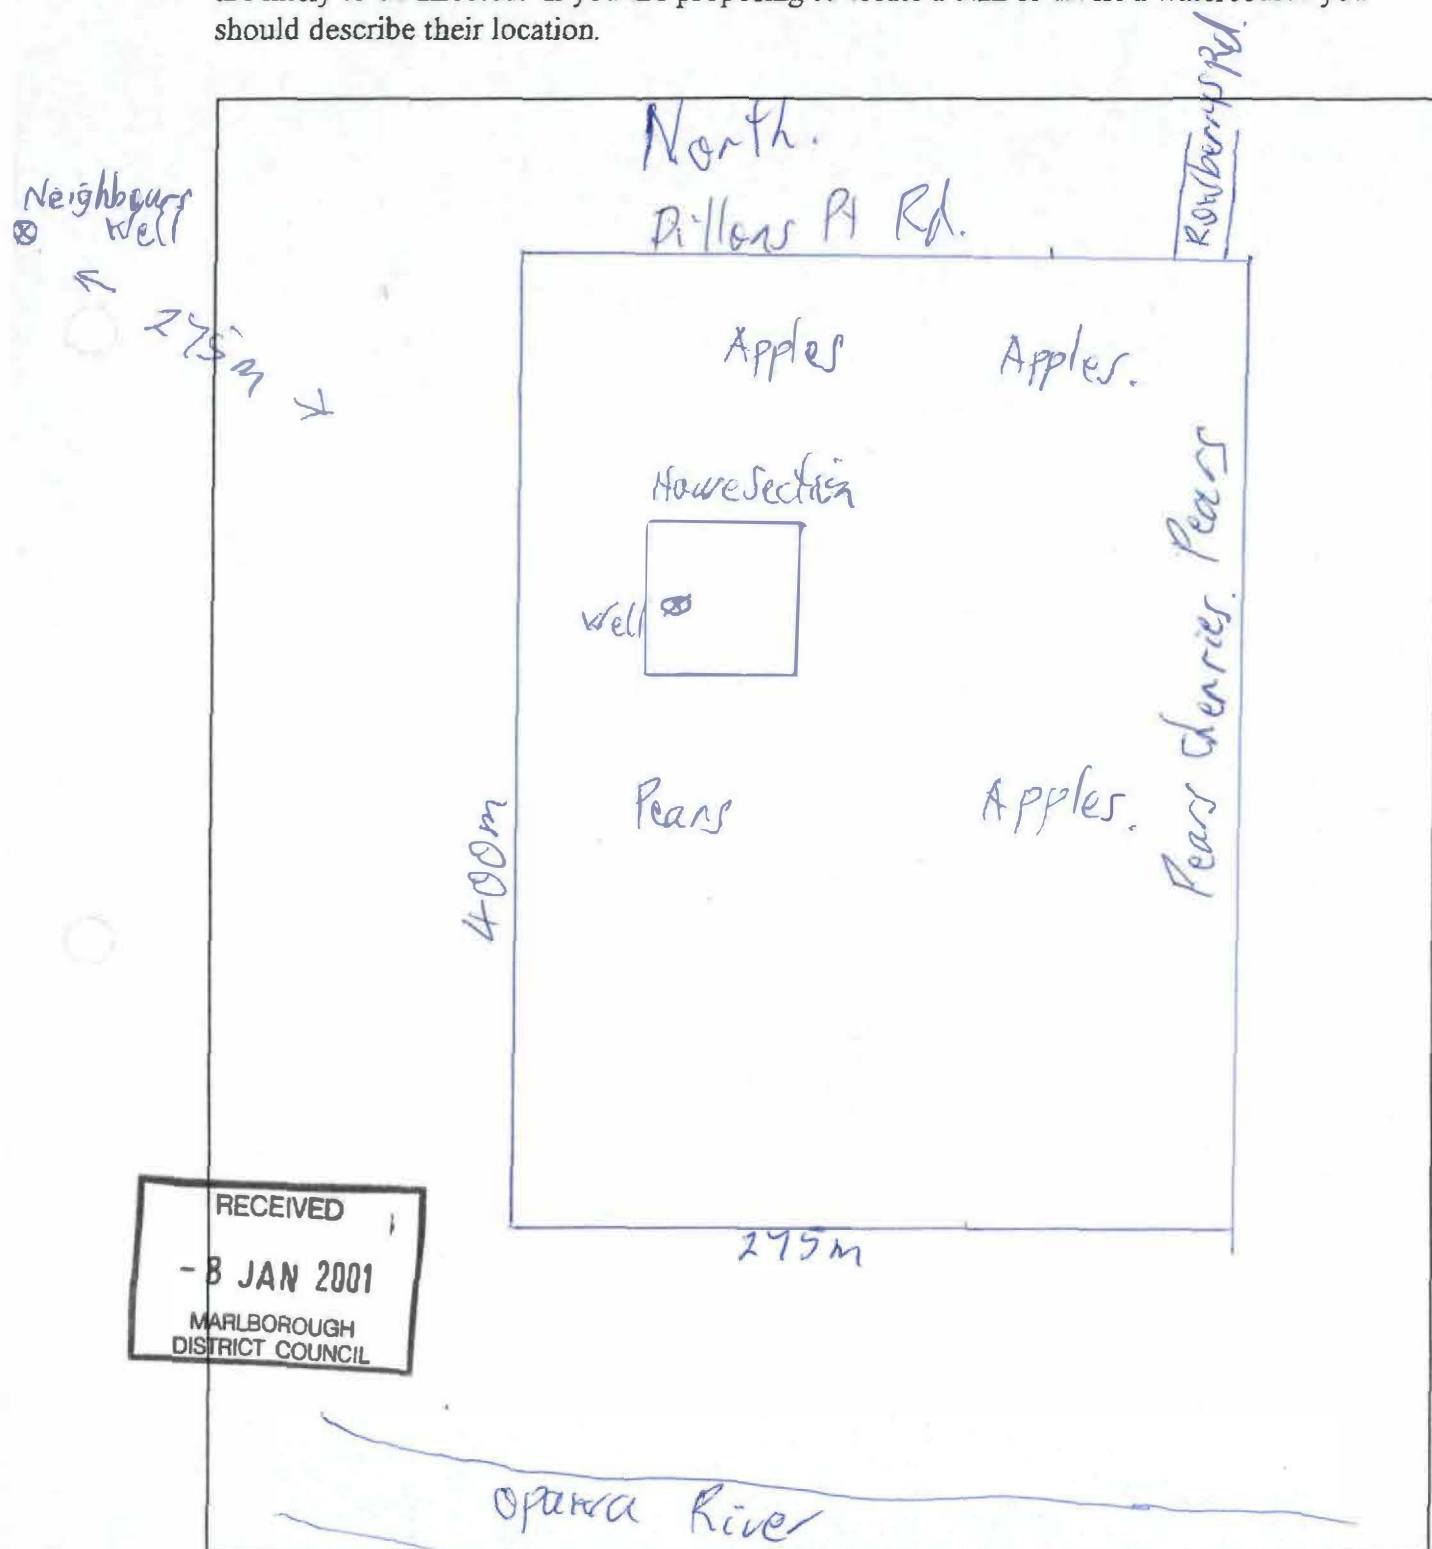 should describe their location.
Rowberrys Rd.
North.
Dillons Pt Rd.
Neighbours
Well
275m
Apples
Apples.
House Section
Well
Pears
Apples.
Pears Cherries. Pears
400m
275m
RECEIVED
-8 JAN 2001
MARLBOROUGH
DISTRICT COUNCIL
Opawa River